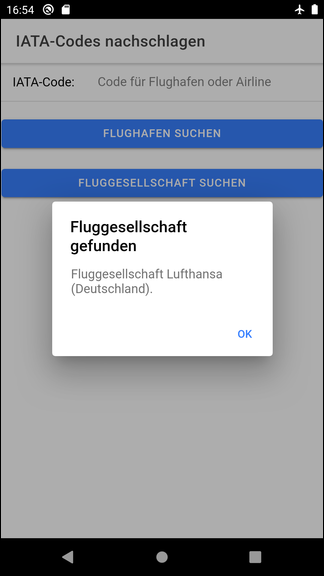 16:54
IATA-Codes nachschlagen
IATA-Code: Code für Flughafen oder Airline
FLUGHAFEN SUCHEN
FLUGGESELLSCHAFT SUCHEN
Fluggesellschaft
gefunden
Fluggesellschaft Lufthansa
(Deutschland).
OK